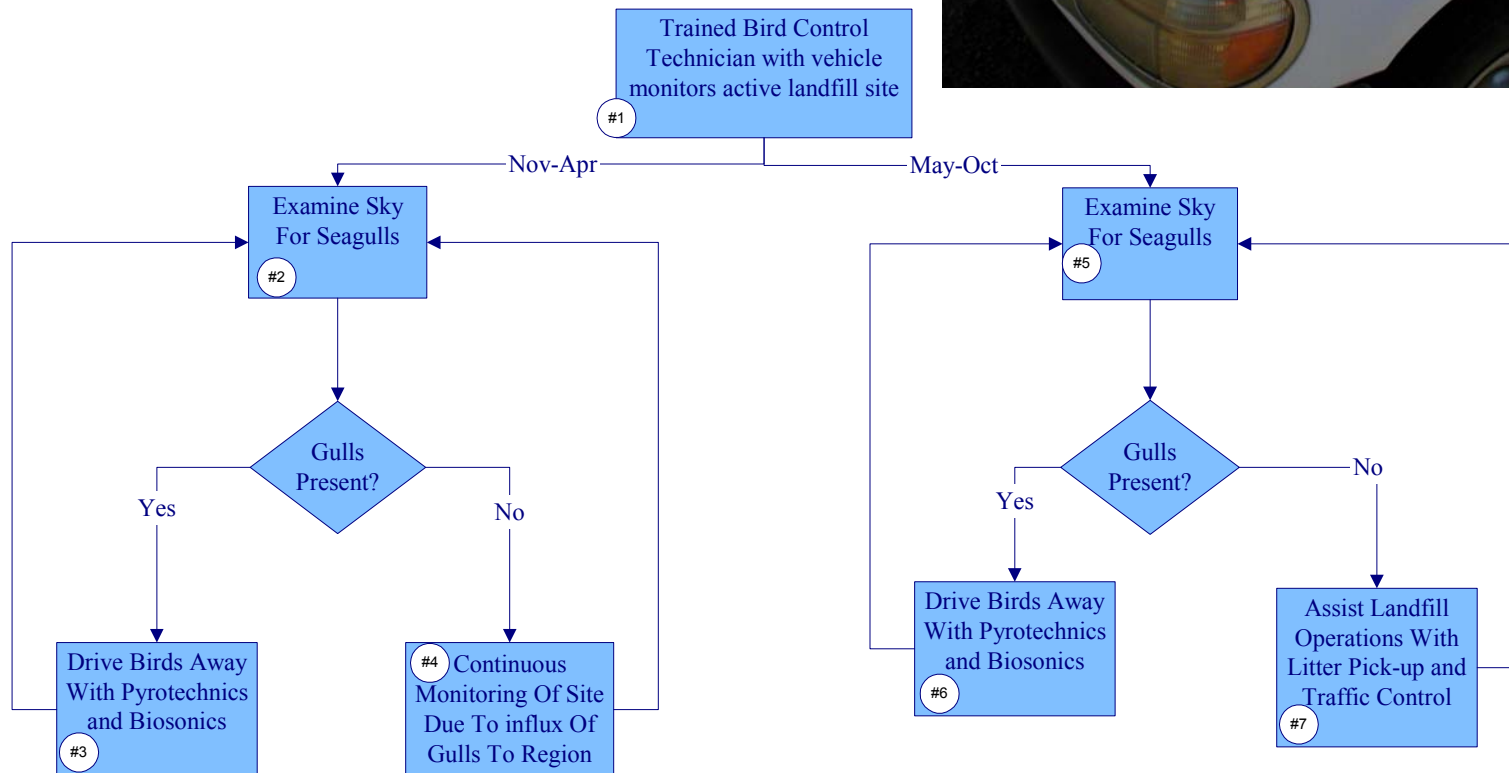 Trained Bird Control
Technician with vehicle
monitors active landfill site
#1
Nov-Apr
May-Oct
Examine Sky
For Seagulls
#2
Examine Sky
For Seagulls
#5
Gulls
Present?
Yes
No
Gulls
Present?
Yes
No
Drive Birds Away
With Pyrotechnics
and Biosonics
#3
#4
Continuous
Monitoring Of Site
Due To influx Of
Gulls To Region
Drive Birds Away
With Pyrotechnics
and Biosonics
#6
Assist Landfill
Operations With
Litter Pick-up and
Traffic Control
#7